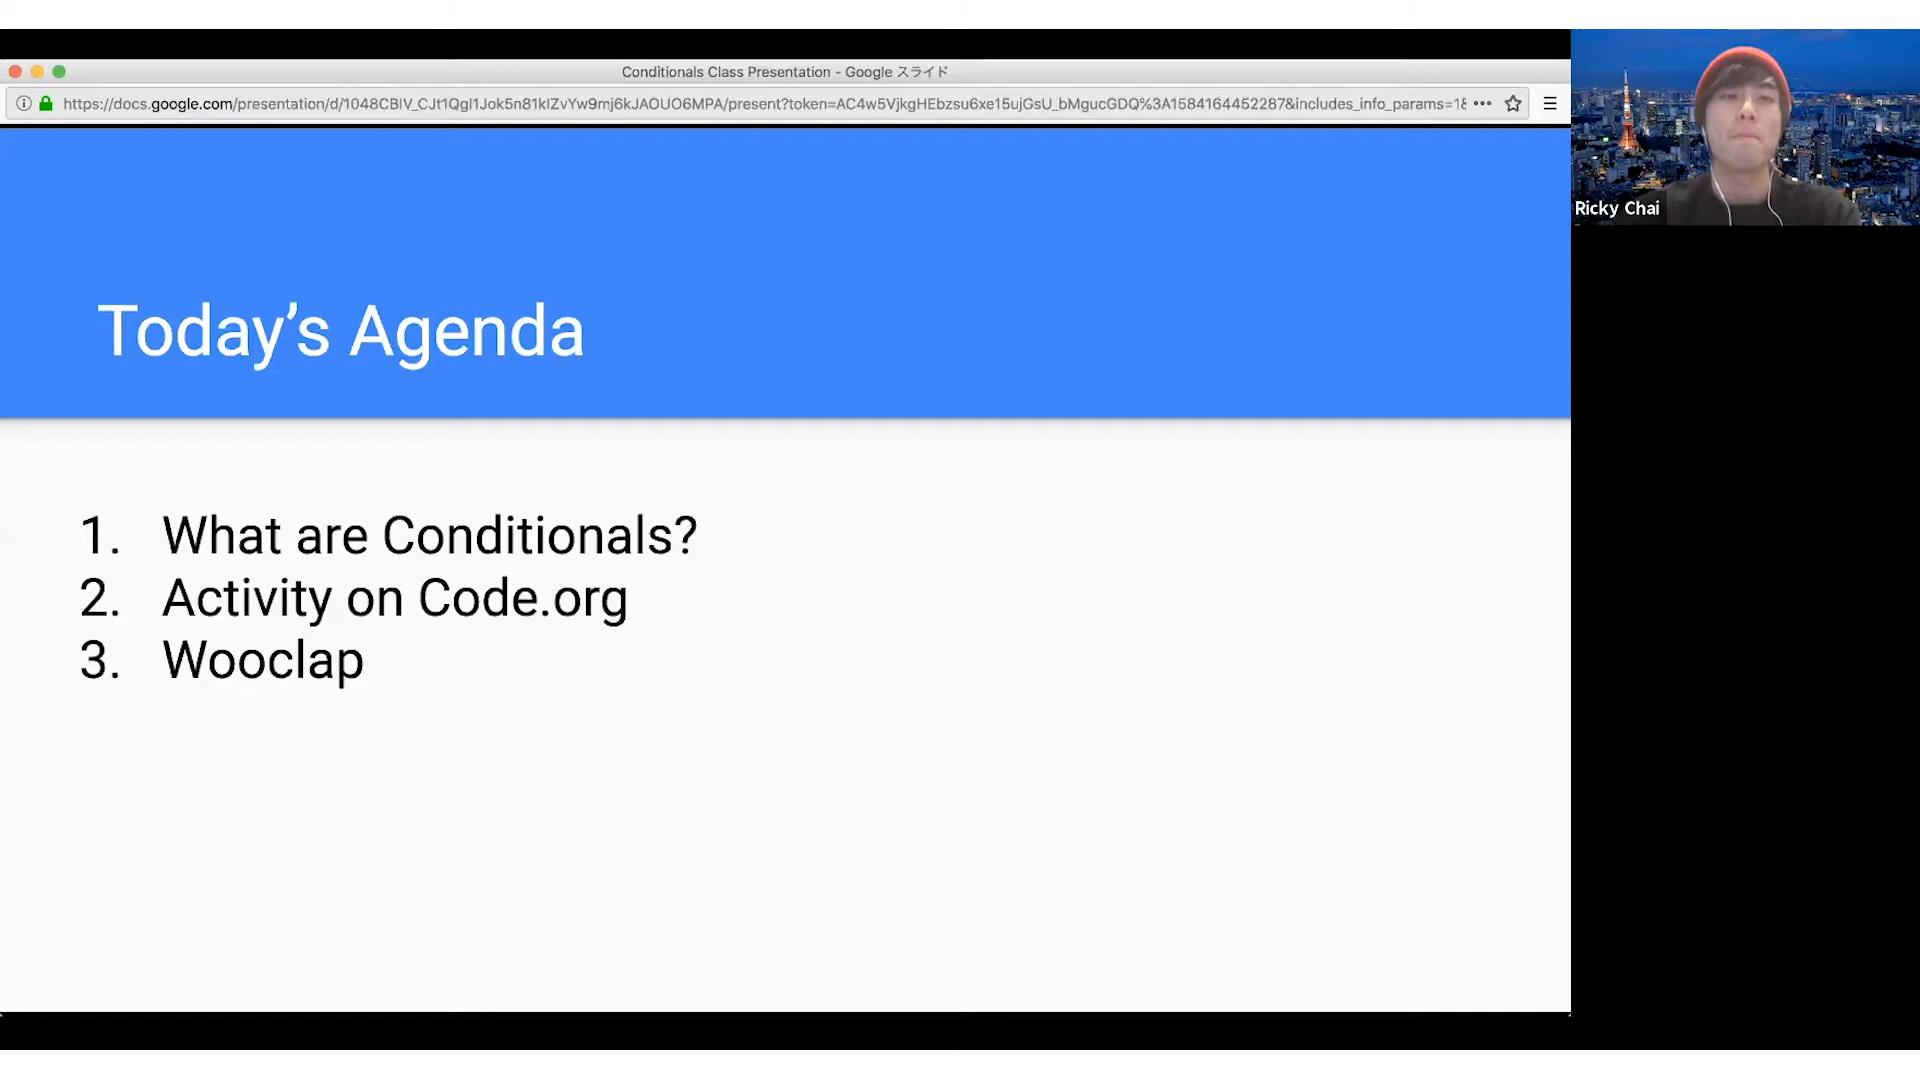 Conditionals Class Presentation - Google スライド
https://docs.google.com/presentation/d/1048CBlV_CJt1Qgl1Jok5n81kIZvYw9mj6kJAOUO6MPA/present?token=AC4w5VjkgHEbzsu6xe15ujGsU_bMgucGDQ%3A1584164452287&includes_info_params=1&
Ricky Chai
Today’s Agenda
1. What are Conditionals?
2. Activity on Code.org
3. Wooclap